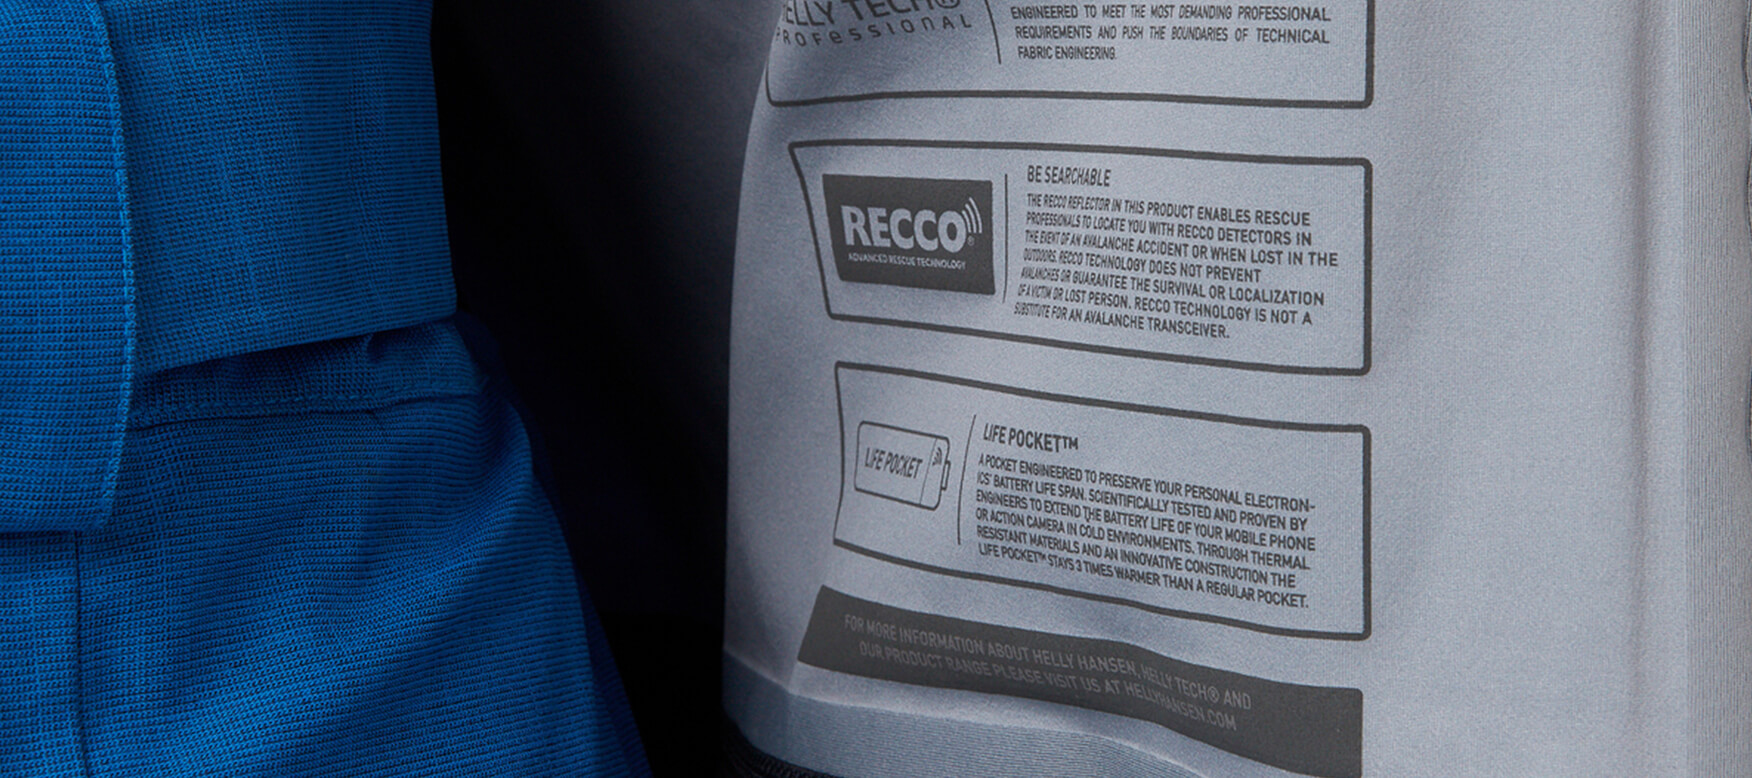 HELLY TECH®
PROFESSIONAL
ENGINEERED TO MEET THE MOST DEMANDING PROFESSIONAL
REQUIREMENTS AND PUSH THE BOUNDARIES OF TECHNICAL
FABRIC ENGINEERING.
RECCO®
ADVANCED RESCUE TECHNOLOGY
BE SEARCHABLE
THE RECCO REFLECTOR IN THIS PRODUCT ENABLES RESCUE
PROFESSIONALS TO LOCATE YOU WITH RECCO DETECTORS IN
THE EVENT OF AN AVALANCHE ACCIDENT OR WHEN LOST IN THE
OUTDOORS. RECCO TECHNOLOGY DOES NOT PREVENT
AVALANCHES OR GUARANTEE THE SURVIVAL OR LOCALIZATION
OF A VICTIM OR LOST PERSON. RECCO TECHNOLOGY IS NOT A
SUBSTITUTE FOR AN AVALANCHE TRANSCEIVER.
LIFE POCKET
LIFE POCKET™
A POCKET ENGINEERED TO PRESERVE YOUR PERSONAL ELECTRON-
ICS' BATTERY LIFE SPAN. SCIENTIFICALLY TESTED AND PROVEN BY
ENGINEERS TO EXTEND THE BATTERY LIFE OF YOUR MOBILE PHONE
OR ACTION CAMERA IN COLD ENVIRONMENTS. THROUGH THERMAL
RESISTANT MATERIALS AND AN INNOVATIVE CONSTRUCTION THE
LIFE POCKET™ STAYS 3 TIMES WARMER THAN A REGULAR POCKET.
FOR MORE INFORMATION ABOUT HELLY HANSEN, HELLY TECH® AND
OUR PRODUCT RANGE PLEASE VISIT US AT HELLYHANSEN.COM